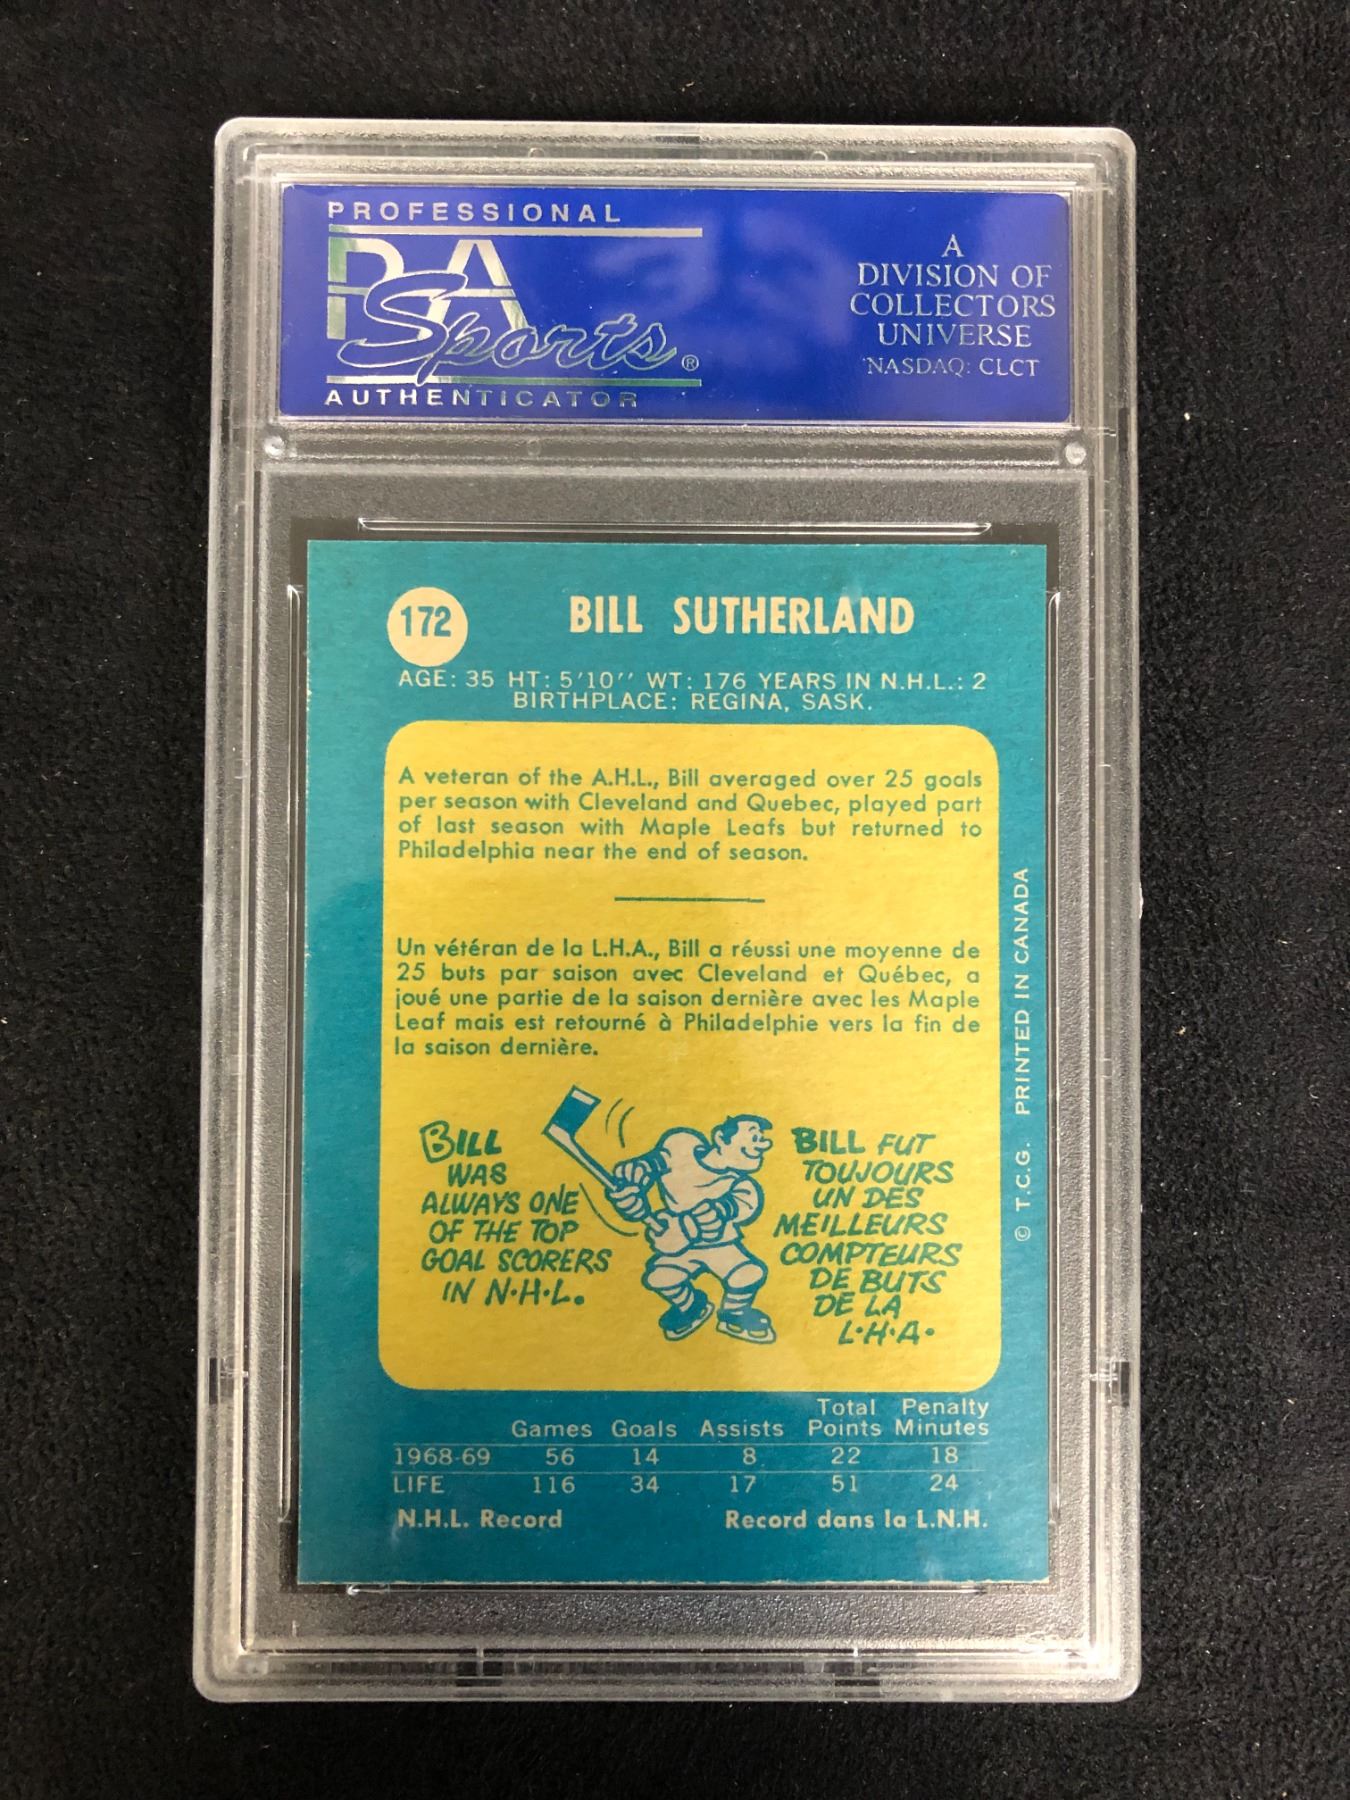 PROFESSIONAL
PSA
Sports®
AUTHENTICATOR
A
DIVISION OF
COLLECTORS
UNIVERSE
NASDAQ: CLCT
172
BILL SUTHERLAND
AGE: 35 HT: 5'10'' WT: 176 YEARS IN N.H.L.: 2
BIRTHPLACE: REGINA, SASK.
A veteran of the A.H.L., Bill averaged over 25 goals
per season with Cleveland and Quebec, played part
of last season with Maple Leafs but returned to
Philadelphia near the end of season.
Un vétéran de la L.H.A., Bill a réussi une moyenne de
25 buts par saison avec Cleveland et Québec, a
joué une partie de la saison dernière avec les Maple
Leaf mais est retourné à Philadelphie vers la fin de
la saison dernière.
BILL
WAS
ALWAYS ONE
OF THE TOP
GOAL SCORERS
IN N·H·L.
BILL FUT
TOUJOURS
UN DES
MEILLEURS
COMPTEURS
DE BUTS
DE LA
L·H·A·
© T.C.G. PRINTED IN CANADA
Games Goals Assists Total Points Penalty Minutes
1968-69 56 14 8 22 18
LIFE 116 34 17 51 24
N.H.L. Record Record dans la L.N.H.